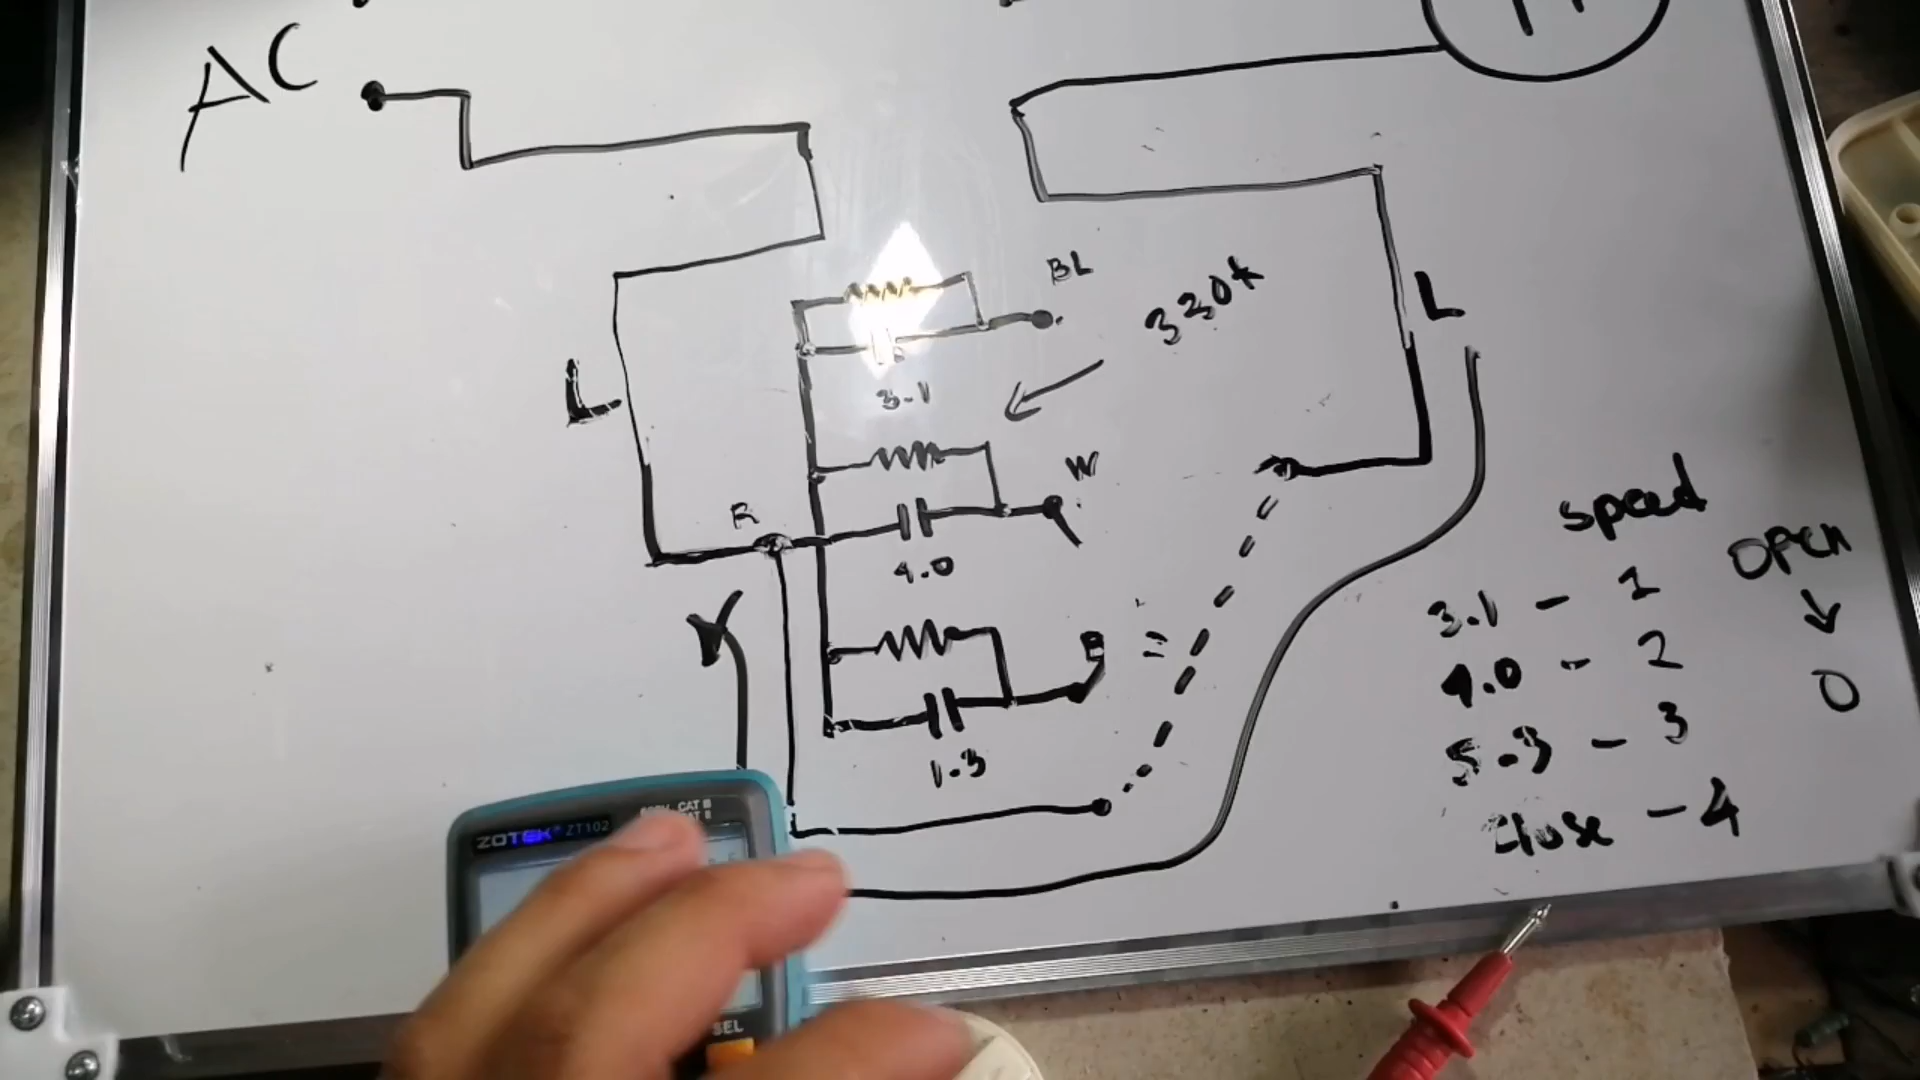 AC
BL
330k
L
L
3.1
W
R
4.0
speed
open
3.1 - 1
4.0 - 2
0
B
5.3 - 3
1.3
close - 4
ZOTEK ZT102
SEL